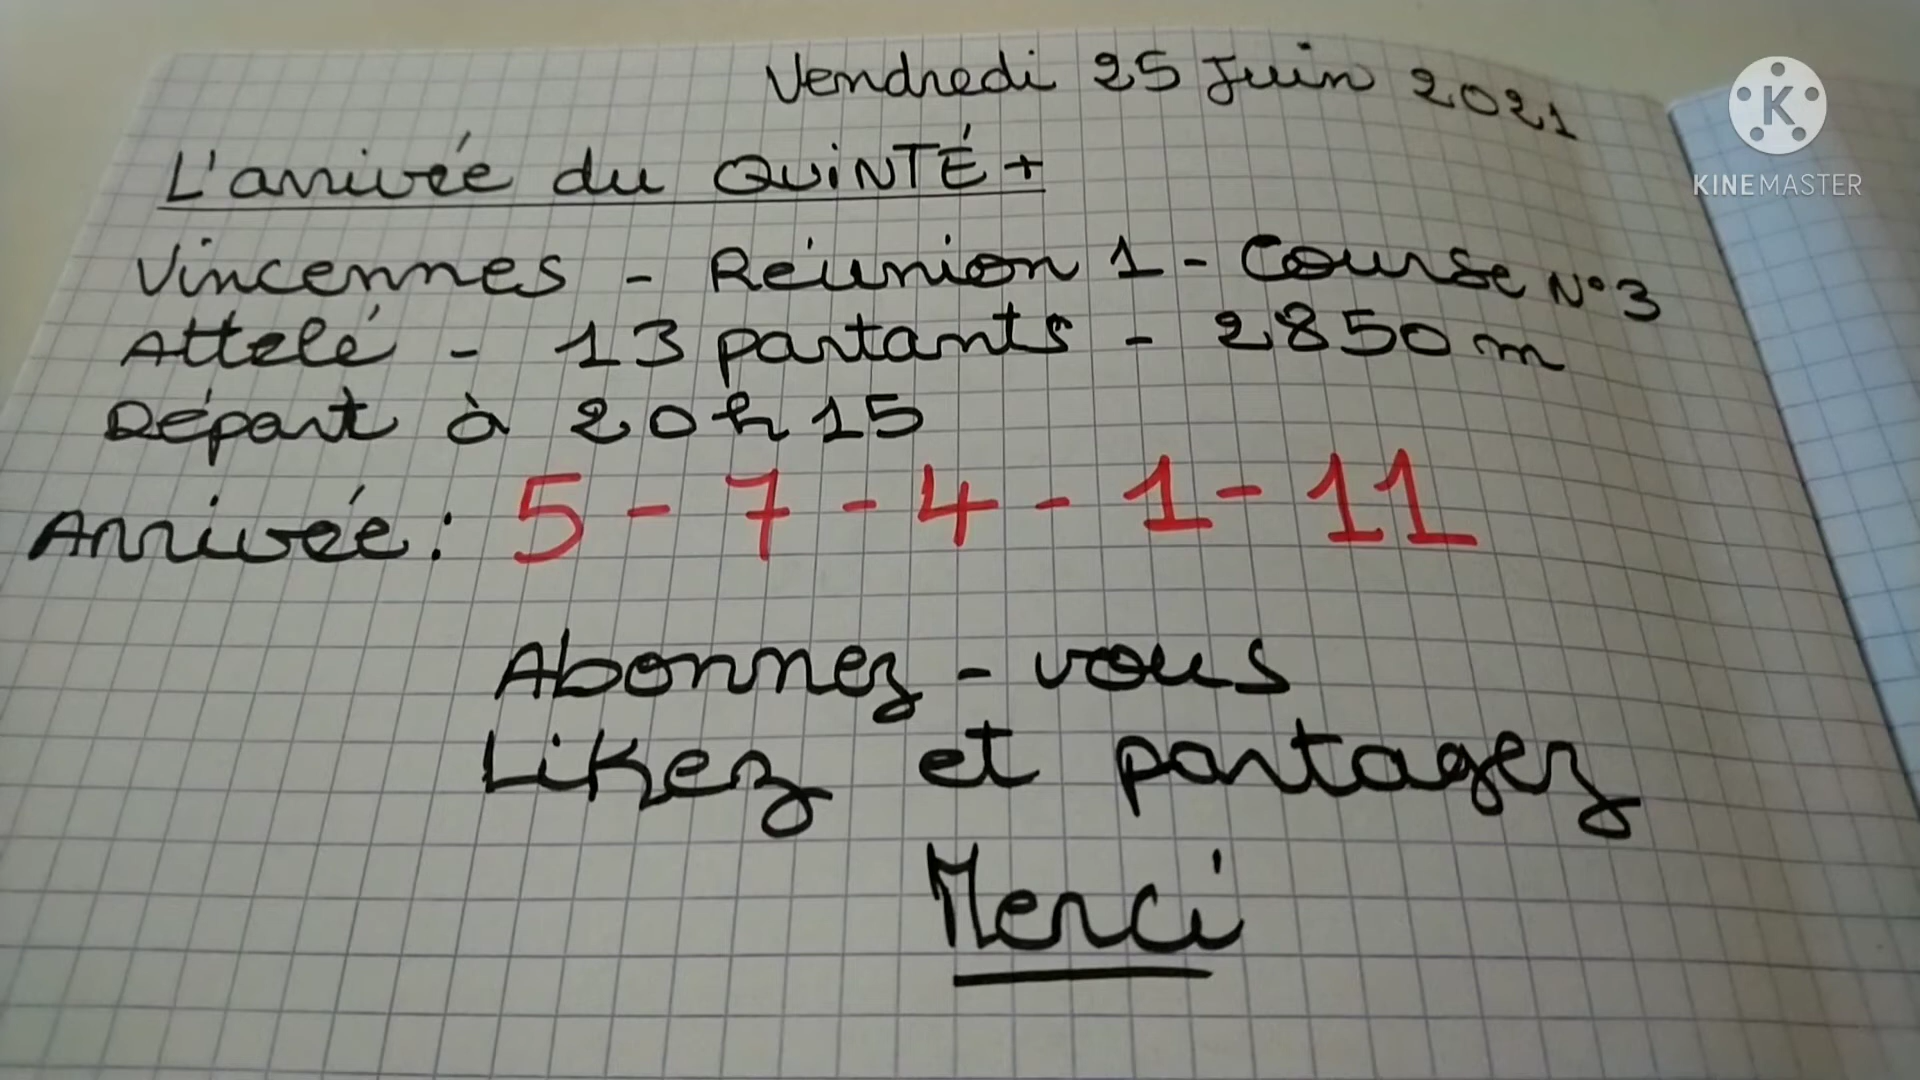 Vendredi 25 Juin 2021
L'arrivée du QUINTÉ+
Vincennes - Réunion 1 - Course N°3
Attelé - 13 partants - 2850 m
Départ à 20h15
Arrivée : 5 - 7 - 4 - 1 - 11
Abonnez-vous
Likez et partagez
Merci
K
KINEMASTER